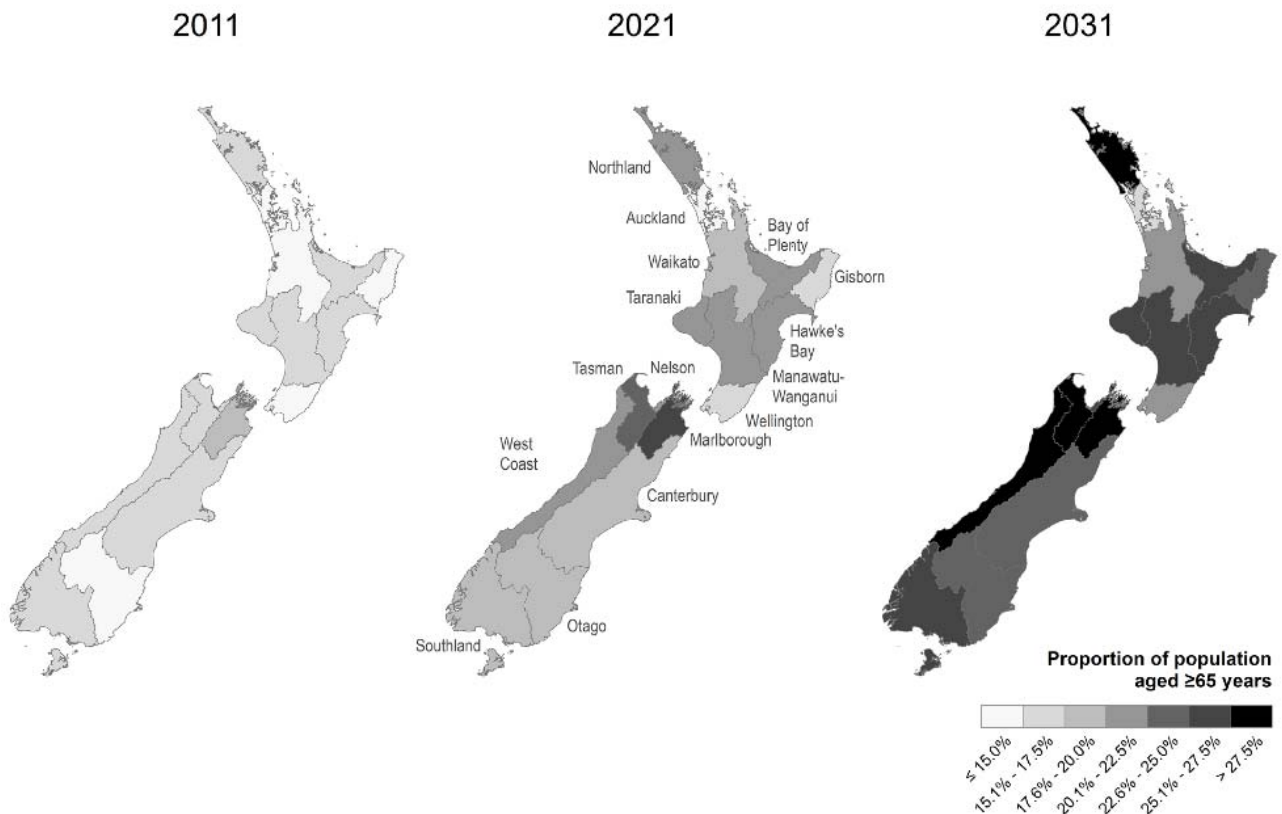 2011
2021
2031
Northland
Auckland
Bay of
Plenty
Waikato
Gisborn
Taranaki
Hawke's
Bay
Tasman
Nelson
Manawatu-
Wanganui
Wellington
Marlborough
West
Coast
Canterbury
Otago
Southland
Proportion of population
aged ≥65 years
≤ 15.0%
15.1% - 17.5%
17.6% - 20.0%
20.1% - 22.5%
22.6% - 25.0%
25.1% - 27.5%
> 27.5%